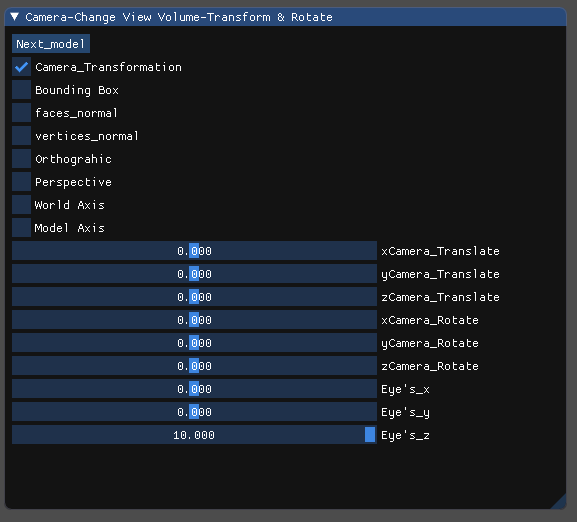 Camera-Change View Volume-Transform & Rotate
Next_model
Camera_Transformation
Bounding Box
faces_normal
vertices_normal
Orthograhic
Perspective
World Axis
Model Axis
0.000 xCamera_Translate
0.000 yCamera_Translate
0.000 zCamera_Translate
0.000 xCamera_Rotate
0.000 yCamera_Rotate
0.000 zCamera_Rotate
0.000 Eye's_x
0.000 Eye's_y
10.000 Eye's_z